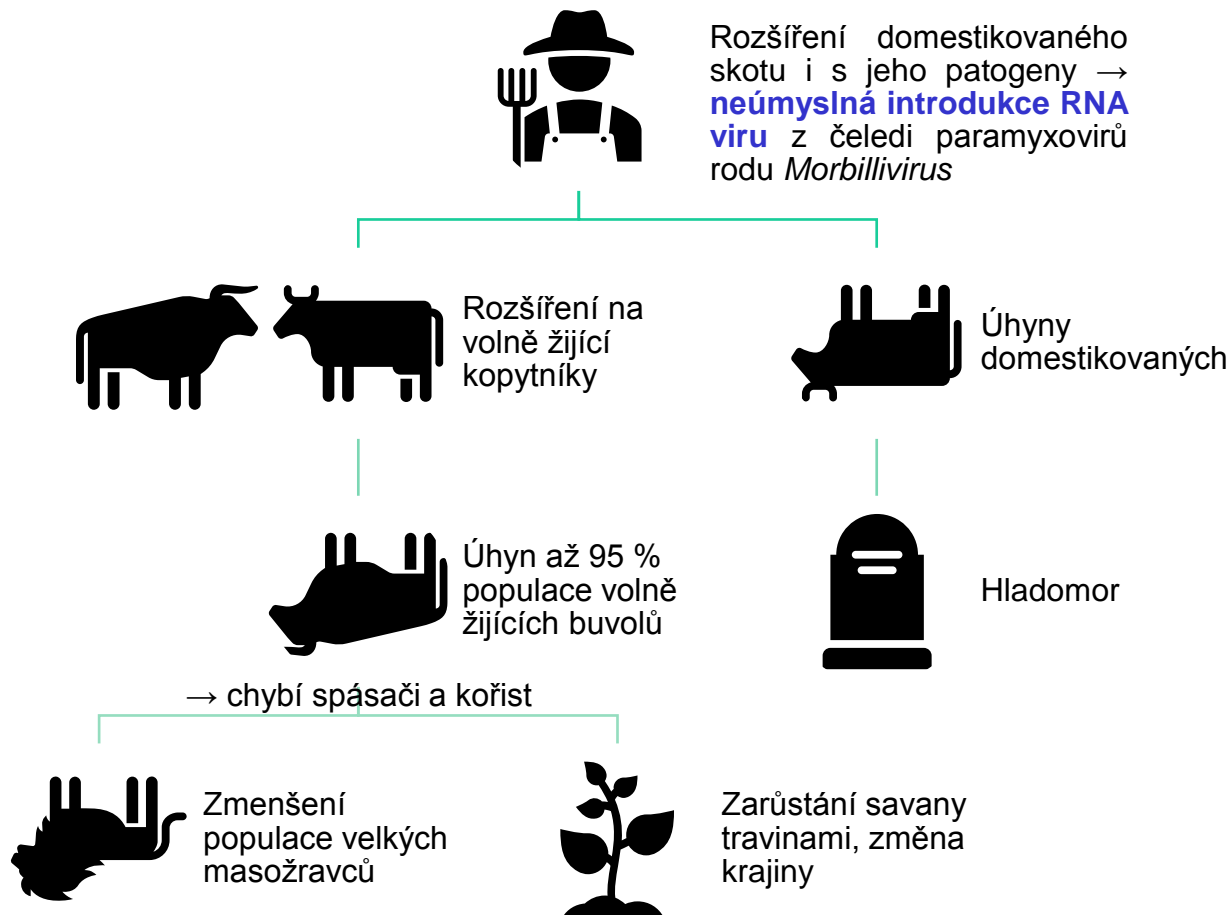 Rozšíření domestikovaného
skotu i s jeho patogeny →
neúmyslná introdukce RNA
viru z čeledi paramyxovirů
rodu Morbillivirus
Rozšíření na
volně žijící
kopytníky
Úhyny
domestikovaných
Úhyn až 95 %
populace volně
žijících buvolů
Hladomor
→ chybí spásači a kořist
Zmenšení
populace velkých
masožravců
Zarůstání savany
travinami, změna
krajiny